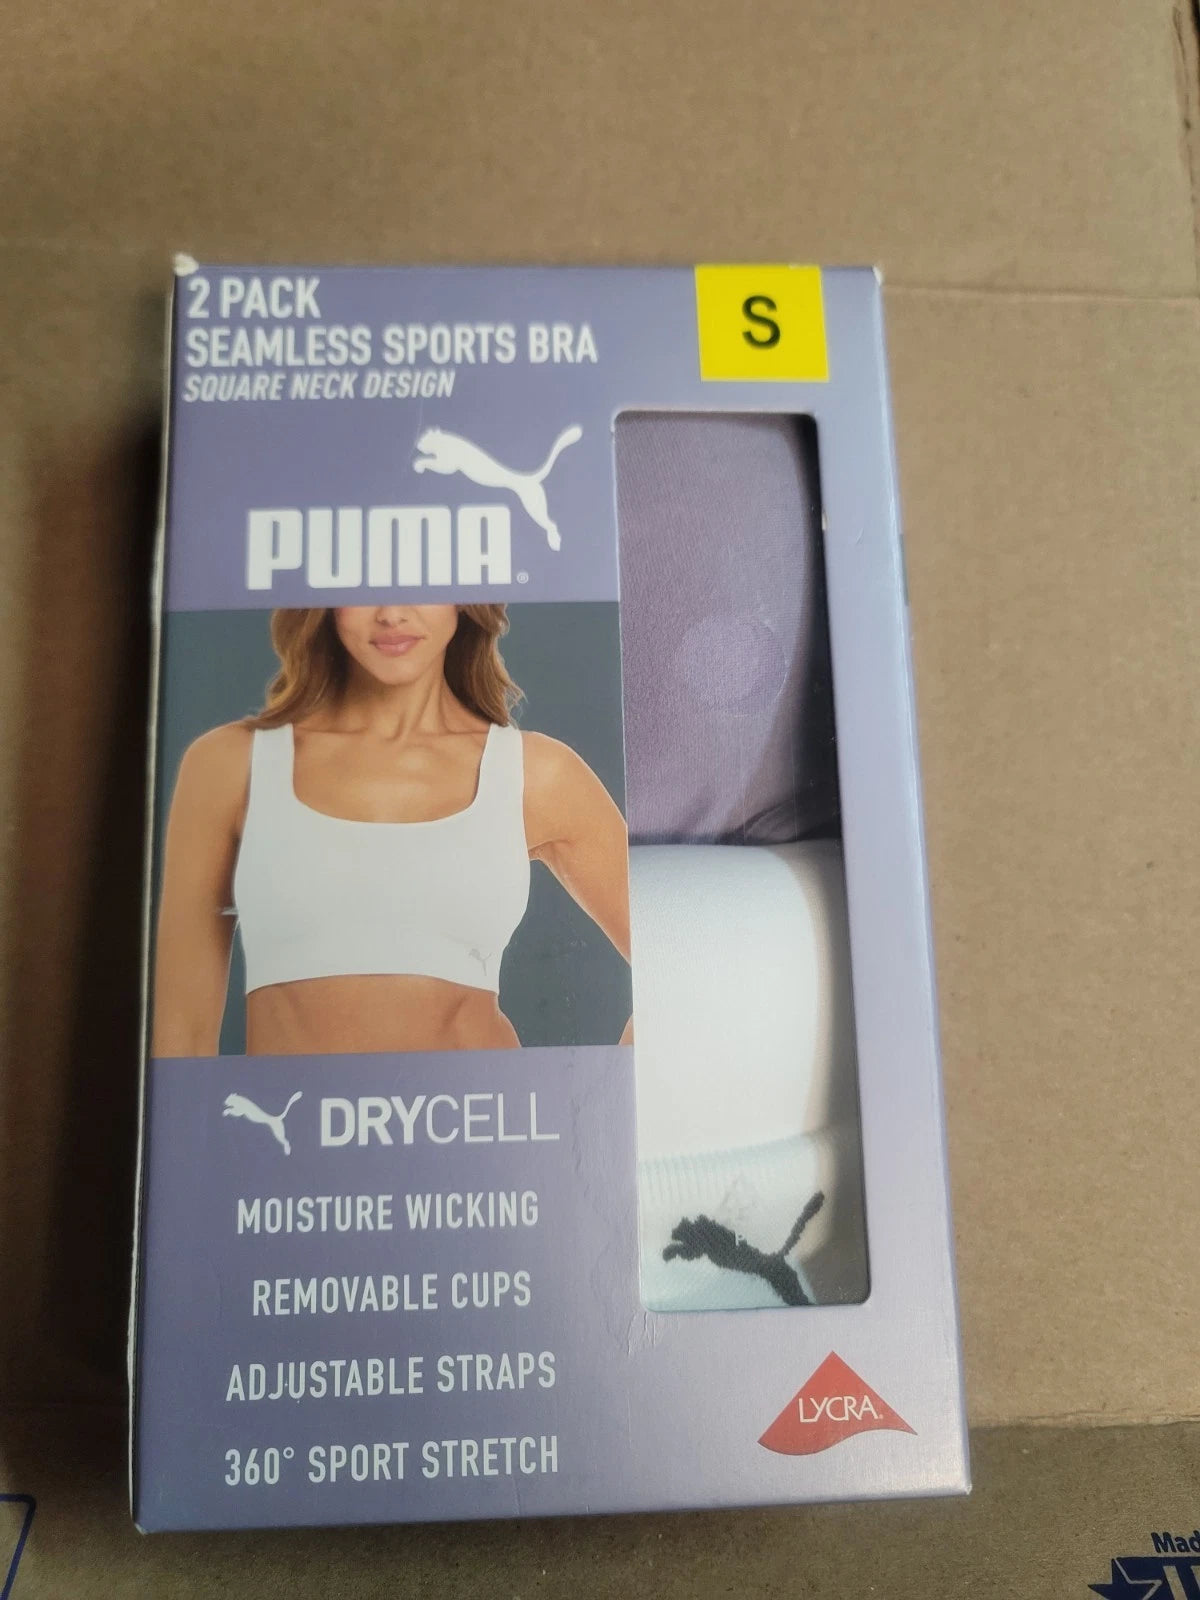 2 PACK
SEAMLESS SPORTS BRA
SQUARE NECK DESIGN
S
PUMA®
DRYCELL
MOISTURE WICKING
REMOVABLE CUPS
ADJUSTABLE STRAPS
360° SPORT STRETCH
LYCRA®